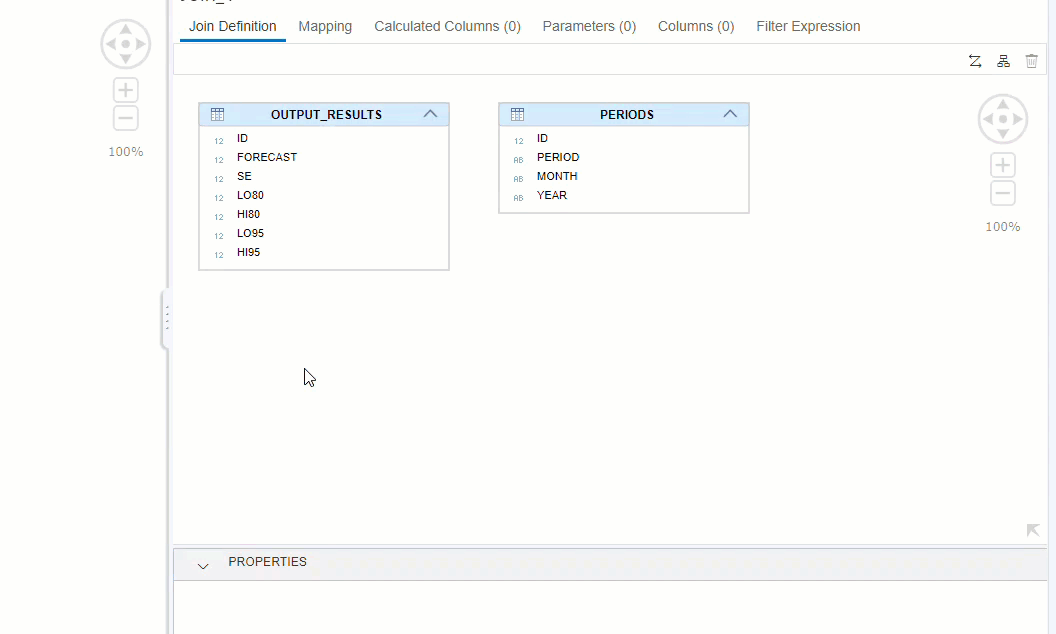 Join Definition Mapping Calculated Columns (0) Parameters (0) Columns (0) Filter Expression
100%
OUTPUT_RESULTS
12 ID
12 FORECAST
12 SE
12 LO80
12 HI80
12 LO95
12 HI95
PERIODS
12 ID
AB PERIOD
AB MONTH
AB YEAR
100%
PROPERTIES